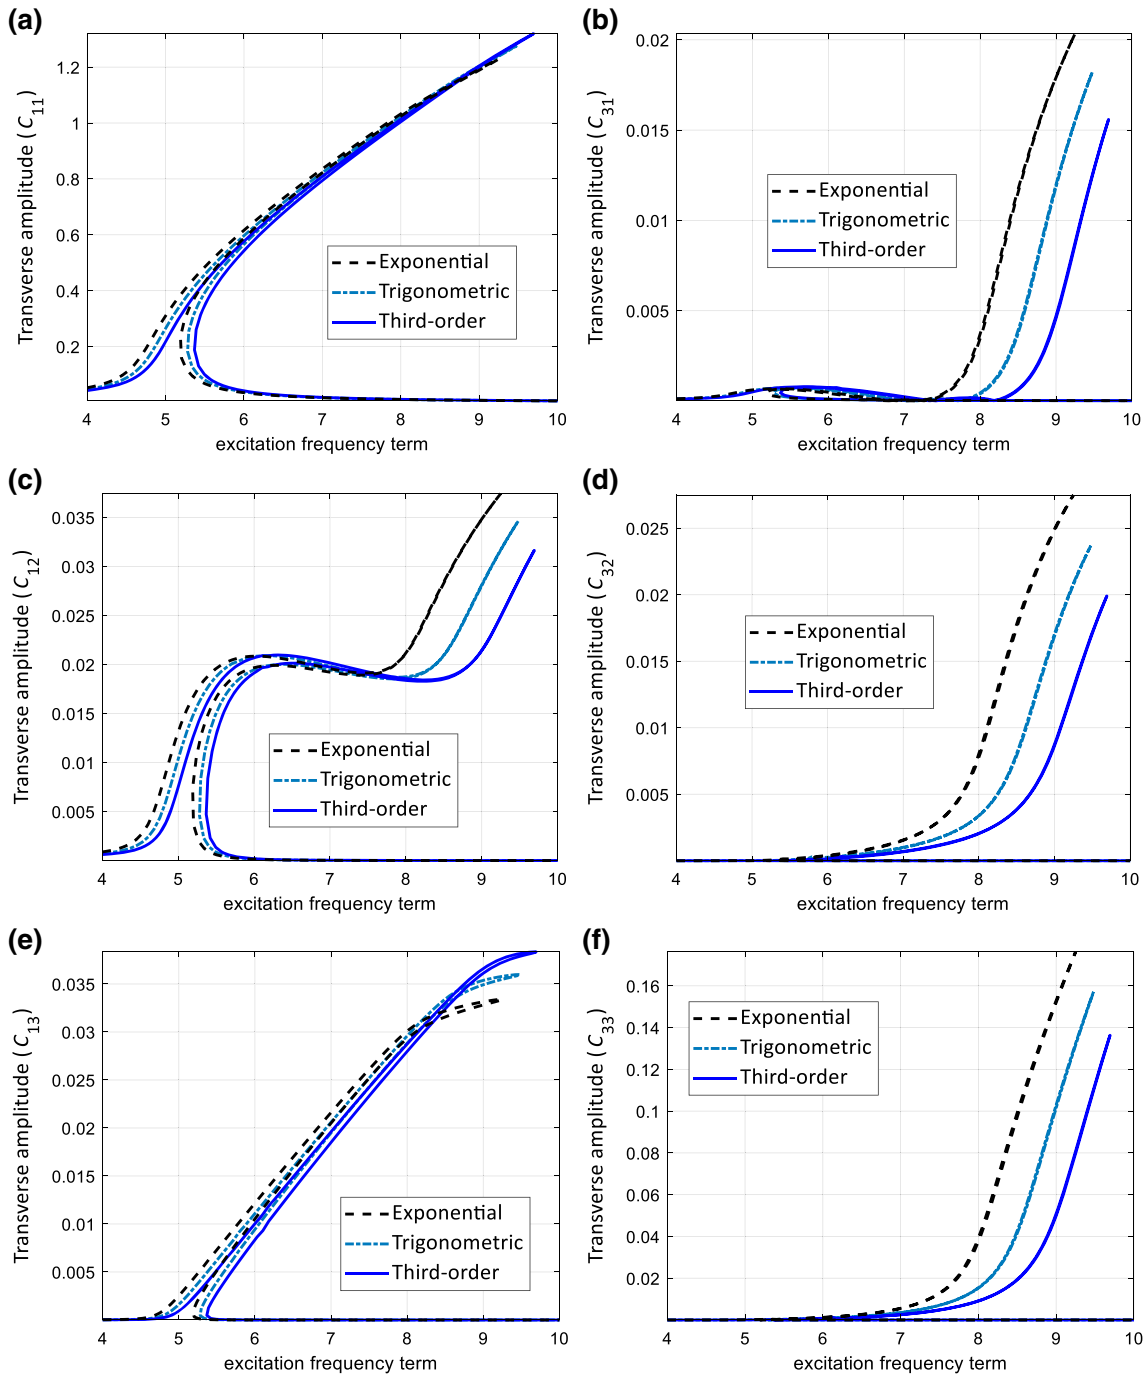 (a)
Transverse amplitude (C11)
1.2
1
0.8
0.6
0.4
0.2
Exponential
Trigonometric
Third-order
4 5 6 7 8 9 10
excitation frequency term
(b)
Transverse amplitude (C31)
0.02
0.015
0.01
0.005
Exponential
Trigonometric
Third-order
4 5 6 7 8 9 10
excitation frequency term
(c)
Transverse amplitude (C12)
0.035
0.03
0.025
0.02
0.015
0.01
0.005
Exponential
Trigonometric
Third-order
4 5 6 7 8 9 10
excitation frequency term
(d)
Transverse amplitude (C32)
0.025
0.02
0.015
0.01
0.005
Exponential
Trigonometric
Third-order
4 5 6 7 8 9 10
excitation frequency term
(e)
Transverse amplitude (C13)
0.035
0.03
0.025
0.02
0.015
0.01
0.005
Exponential
Trigonometric
Third-order
4 5 6 7 8 9 10
excitation frequency term
(f)
Transverse amplitude (C33)
0.16
0.14
0.12
0.1
0.08
0.06
0.04
0.02
Exponential
Trigonometric
Third-order
4 5 6 7 8 9 10
excitation frequency term